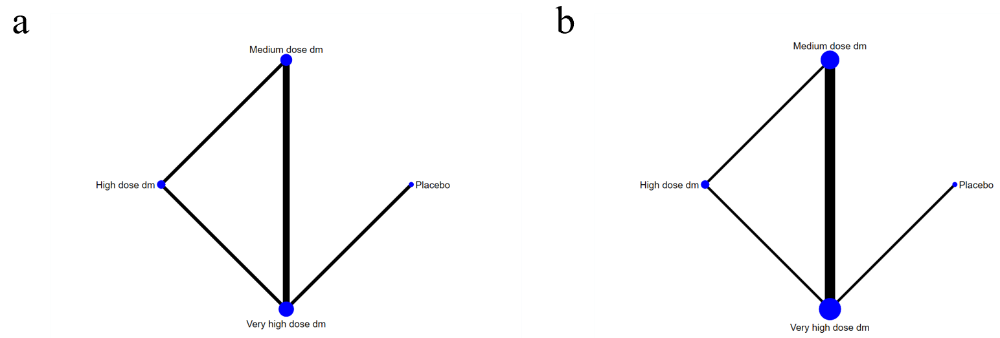 a
Medium dose dm
High dose dm
Placebo
Very high dose dm
b
Medium dose dm
High dose dm
Placebo
Very high dose dm